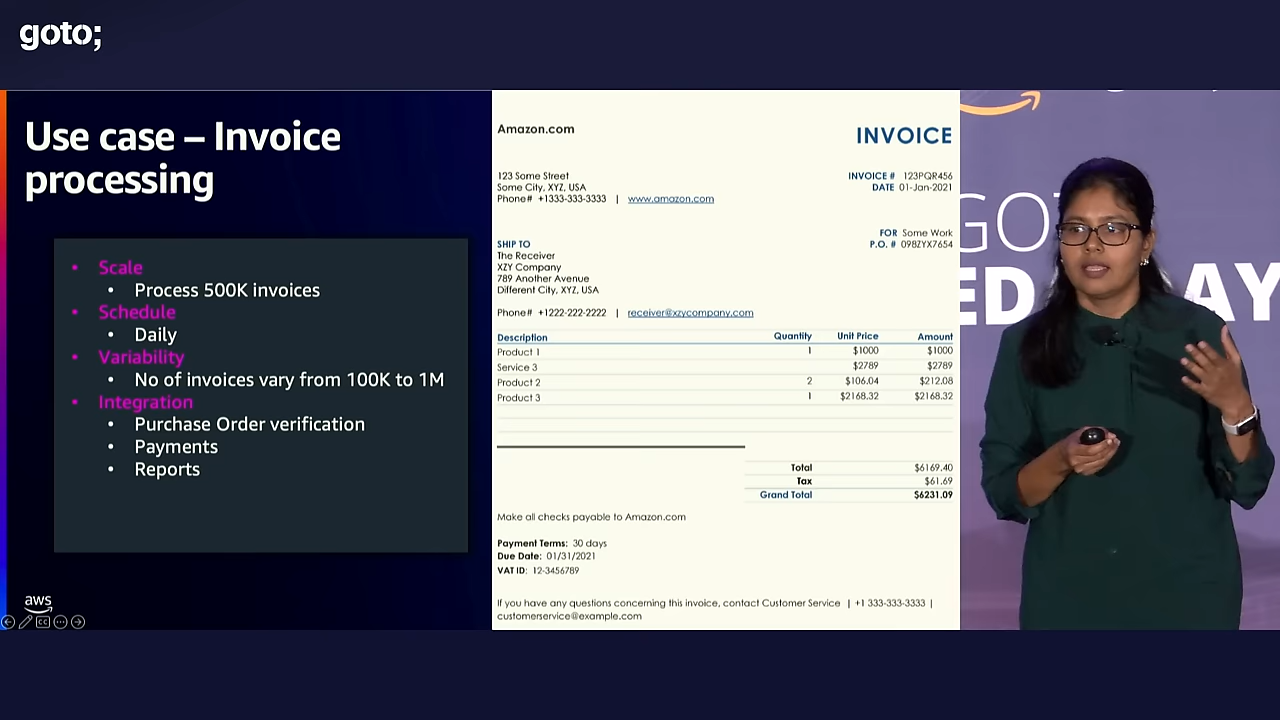 goto;
Use case – Invoice
processing
• Scale
• Process 500K invoices
• Schedule
• Daily
• Variability
• No of invoices vary from 100K to 1M
• Integration
• Purchase Order verification
• Payments
• Reports
aws
CC
Amazon.com
INVOICE
123 Some Street
Some City, XYZ, USA
Phone# +1333-333-3333 | www.amazon.com
INVOICE # 123PQR456
DATE 01-Jan-2021
FOR Some Work
P.O. # 098ZYX7654
SHIP TO
The Receiver
XZY Company
789 Another Avenue
Different City, XYZ, USA
Phone# +1222-222-2222 | receiver@xzycompany.com
Description Quantity Unit Price Amount
Product 1 1 $1000 $1000
Service 3 $2789 $2789
Product 2 2 $106.04 $212.08
Product 3 1 $2168.32 $2168.32
Total $6169.40
Tax $61.69
Grand Total $6231.09
Make all checks payable to Amazon.com
Payment Terms: 30 days
Due Date: 01/31/2021
VAT ID: 12-3456789
If you have any questions concerning this invoice, contact Customer Service | +1 333-333-3333 |
customerservice@example.com
GOT
ED AY